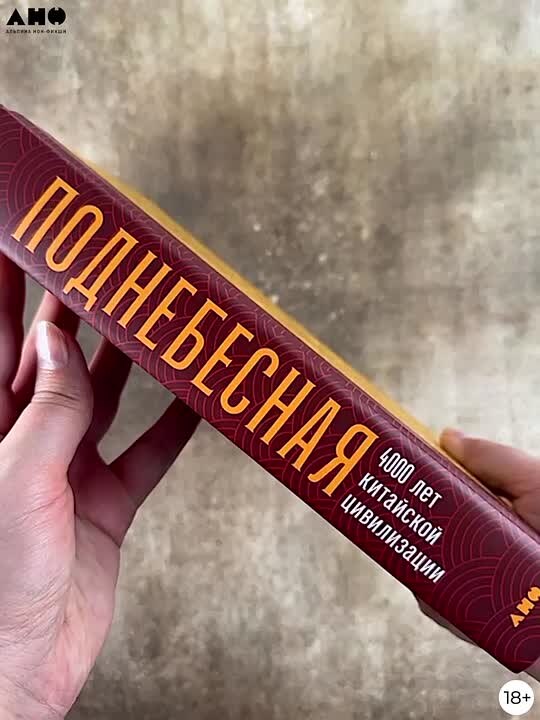 АНФ
АЛЬПИНА НОН-ФИКШН
ПОДНЕБЕСНАЯ
4000 лет
китайской
цивилизации
АНФ
18+